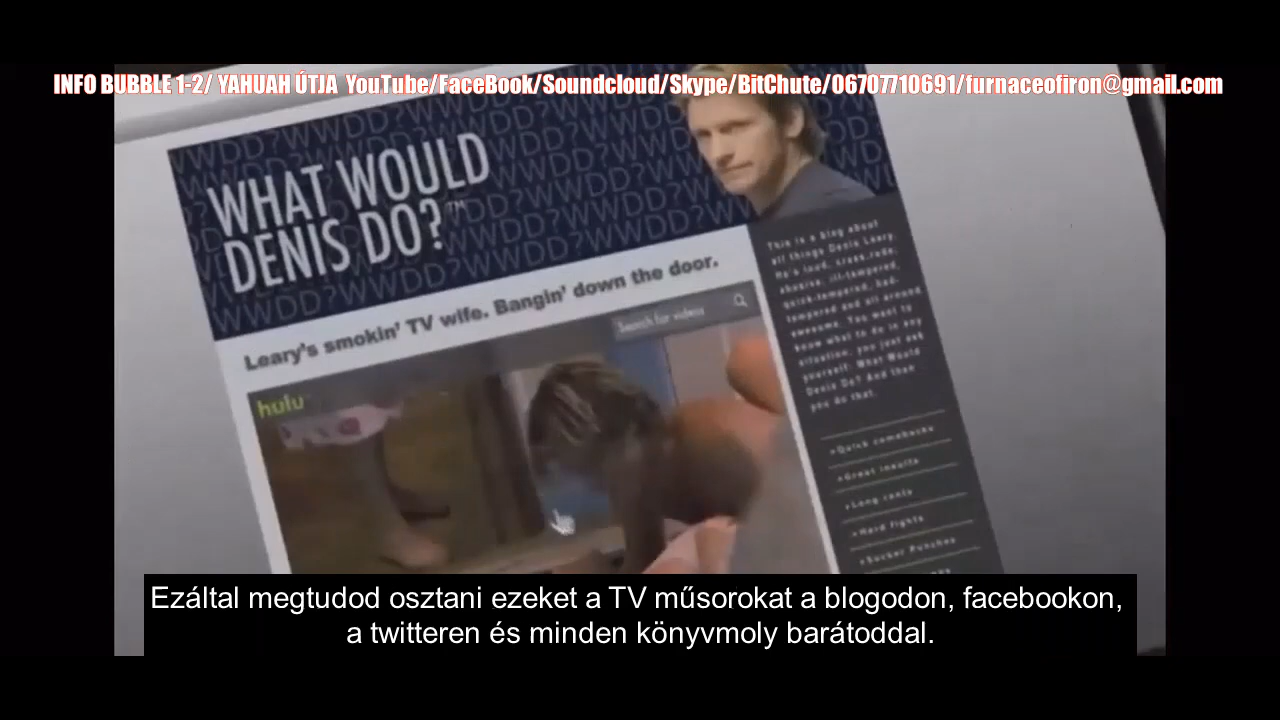 INFO BUBBLE 1-2/ YAHUAH ÚTJA YouTube/FaceBook/Soundcloud/Skype/BitChute/06707710691/furnaceofiron@gmail.com
WWDD?WWDD?WWDD?
WHAT WOULD
DENIS DO?™
Leary's smokin' TV wife. Bangin' down the door.
Search for videos
hulu
This is a blog about
all things Denis Leary.
He's loud, crass, rude,
abusive, ill-tempered,
quick-tempered, bad-
tempered and all around
awesome. You want to
know what to do in any
situation, you just ask
yourself: What Would
Denis Do? And then
you do that.
+Quick comebacks
+Great insults
+Long rants
+Hard fights
+Sucker Punches
Ezáltal megtudod osztani ezeket a TV műsorokat a blogodon, facebookon,
a twitteren és minden könyvmoly barátoddal.